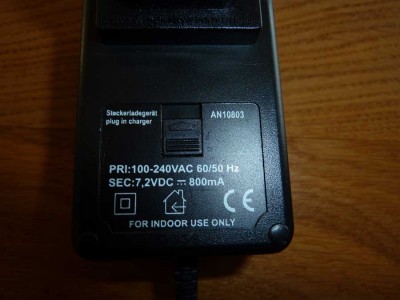 Steckerladegerät
plug in charger
AN10803
PRI:100-240VAC 60/50 Hz
SEC:7,2VDC ⎓ 800mA
CE
FOR INDOOR USE ONLY